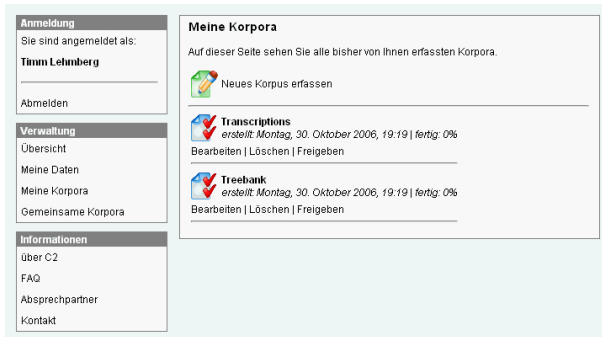 Anmeldung
Sie sind angemeldet als:
Timm Lehmberg
Abmelden
Verwaltung
Übersicht
Meine Daten
Meine Korpora
Gemeinsame Korpora
Informationen
über C2
FAQ
Absprechpartner
Kontakt
Meine Korpora
Auf dieser Seite sehen Sie alle bisher von Ihnen erfassten Korpora.
Neues Korpus erfassen
Transcriptions
erstellt: Montag, 30. Oktober 2006, 19:19 | fertig: 0%
Bearbeiten | Löschen | Freigeben
Treebank
erstellt: Montag, 30. Oktober 2006, 19:19 | fertig: 0%
Bearbeiten | Löschen | Freigeben